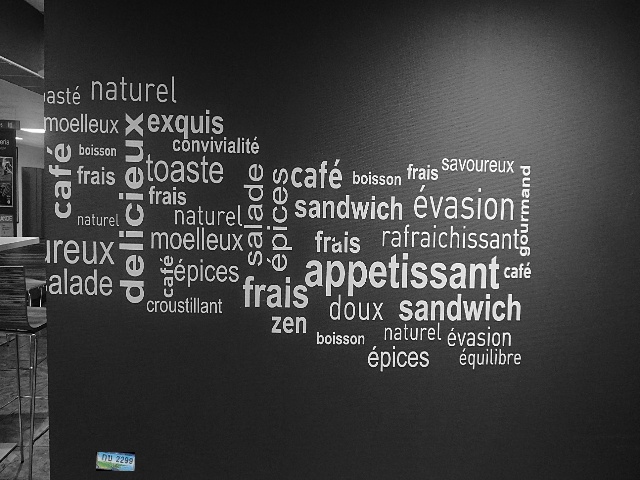 naturel
asté
moelleux
exquis
convivialité
café
boisson
frais
delicieux
toaste
frais
naturel
naturel
salade
épices
café
boisson
frais
savoureux
gourmand
sandwich
évasion
ureux
moelleux
frais
rafraichissant
alade
café
épices
appetissant
café
croustillant
frais
doux
sandwich
zen
boisson
naturel
évasion
épices
équilibre
2299